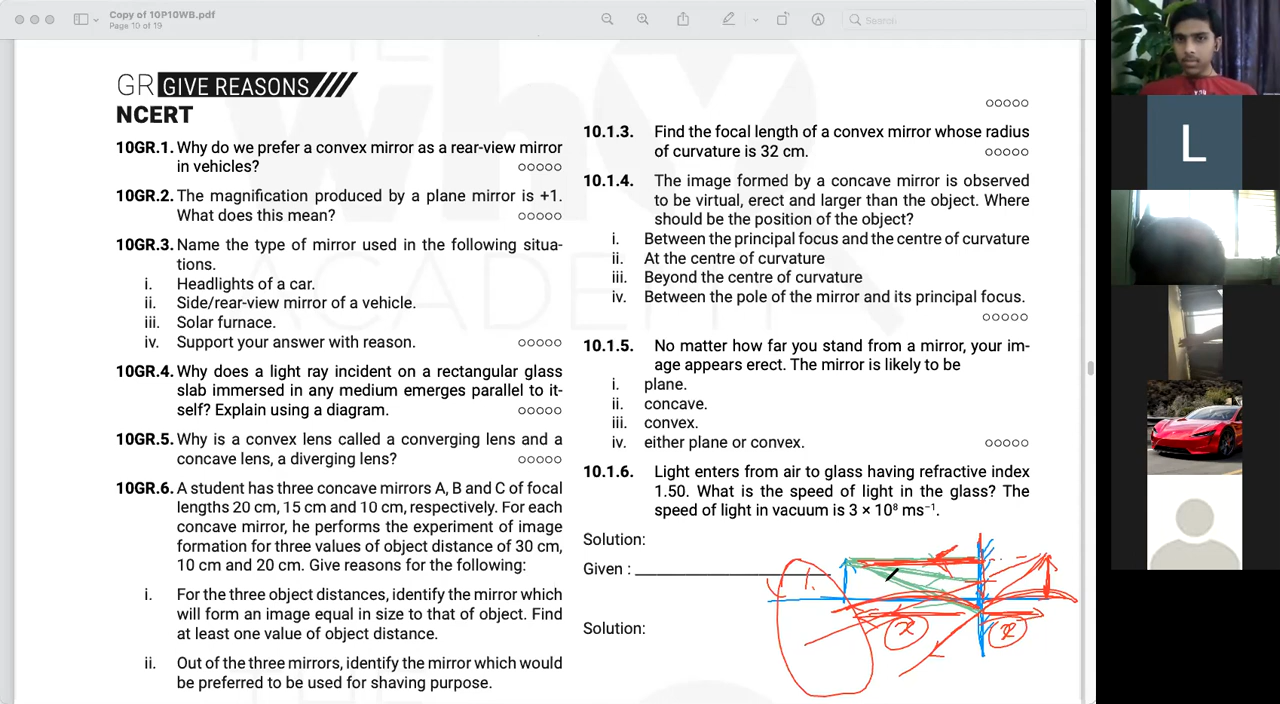 Copy of 10P10WB.pdf
Page 10 of 19
Search
GR GIVE REASONS
NCERT
10GR.1. Why do we prefer a convex mirror as a rear-view mirror
in vehicles? ○○○○○
10GR.2. The magnification produced by a plane mirror is +1.
What does this mean? ○○○○○
10GR.3. Name the type of mirror used in the following situa-
tions.
i. Headlights of a car.
ii. Side/rear-view mirror of a vehicle.
iii. Solar furnace.
iv. Support your answer with reason. ○○○○○
10GR.4. Why does a light ray incident on a rectangular glass
slab immersed in any medium emerges parallel to it-
self? Explain using a diagram. ○○○○○
10GR.5. Why is a convex lens called a converging lens and a
concave lens, a diverging lens? ○○○○○
10GR.6. A student has three concave mirrors A, B and C of focal
lengths 20 cm, 15 cm and 10 cm, respectively. For each
concave mirror, he performs the experiment of image
formation for three values of object distance of 30 cm,
10 cm and 20 cm. Give reasons for the following:
i. For the three object distances, identify the mirror which
will form an image equal in size to that of object. Find
at least one value of object distance.
ii. Out of the three mirrors, identify the mirror which would
be preferred to be used for shaving purpose.
○○○○○
10.1.3. Find the focal length of a convex mirror whose radius
of curvature is 32 cm. ○○○○○
10.1.4. The image formed by a concave mirror is observed
to be virtual, erect and larger than the object. Where
should be the position of the object?
i. Between the principal focus and the centre of curvature
ii. At the centre of curvature
iii. Beyond the centre of curvature
iv. Between the pole of the mirror and its principal focus.
○○○○○
10.1.5. No matter how far you stand from a mirror, your im-
age appears erect. The mirror is likely to be
i. plane.
ii. concave.
iii. convex.
iv. either plane or convex. ○○○○○
10.1.6. Light enters from air to glass having refractive index
1.50. What is the speed of light in the glass? The
speed of light in vacuum is 3 × 10⁸ ms⁻¹.
Solution:
Given :
Solution:
x x
THE
WHY
ACADEMY
L